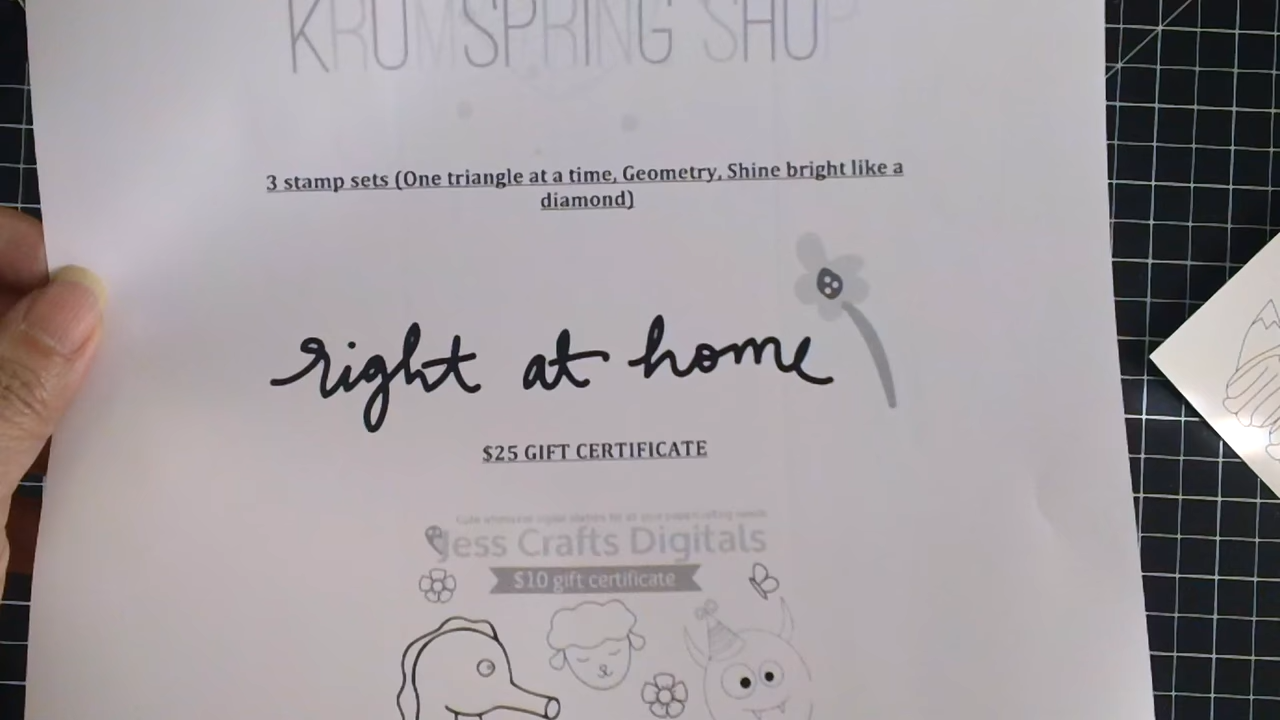 KRUMSPRING SHOP
3 stamp sets (One triangle at a time, Geometry, Shine bright like a
diamond)
right at home
$25 GIFT CERTIFICATE
Jess Crafts Digitals
$10 gift certificate